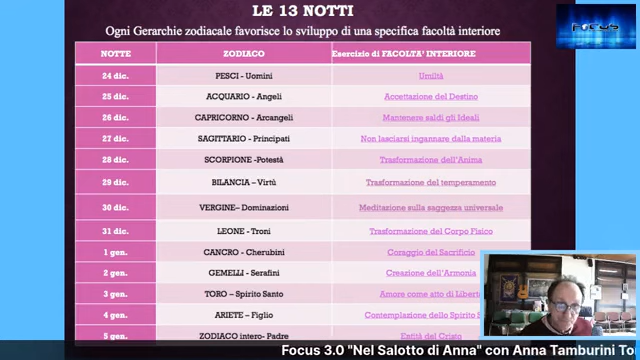 LE 13 NOTTI
Ogni Gerarchie zodiacale favorisce lo sviluppo di una specifica facoltà interiore
FOCUS
NOTTE ZODIACO Esercizio di FACOLTA' INTERIORE
24 dic. PESCI - Uomini Umiltà
25 dic. ACQUARIO - Angeli Accettazione del Destino
26 dic. CAPRICORNO - Arcangeli Mantenere saldi gli Ideali
27 dic. SAGITTARIO - Principati Non lasciarsi ingannare dalla materia
28 dic. SCORPIONE -Potestà Trasformazione dell'Anima
29 dic. BILANCIA – Virtù Trasformazione del temperamento
30 dic. VERGINE– Dominazioni Meditazione sulla saggezza universale
31 dic. LEONE - Troni Trasformazione del Corpo Fisico
1 gen. CANCRO - Cherubini Coraggio del Sacrificio
2 gen. GEMELLI - Serafini Creazione dell'Armonia
3 gen. TORO – Spirito Santo Amore come atto di Libert
4 gen. ARIETE – Figlio Contemplazione dello Spirito S
5 gen. ZODIACO intero- Padre Entità del Cristo
Focus 3.0 "Nel Salotto di Anna" con Anna Tamburini To